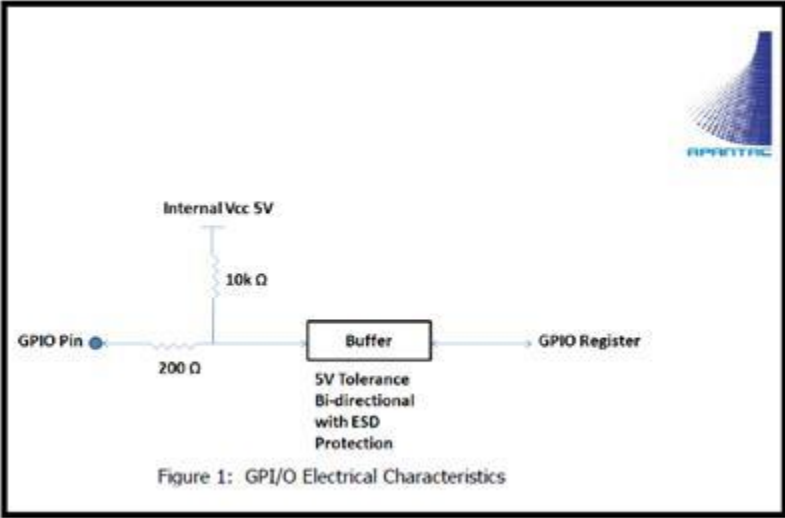 APANTAC
Internal Vcc 5V
10k Ω
GPIO Pin
Buffer
GPIO Register
200 Ω
5V Tolerance
Bi-directional
with ESD
Protection
Figure 1: GPI/O Electrical Characteristics